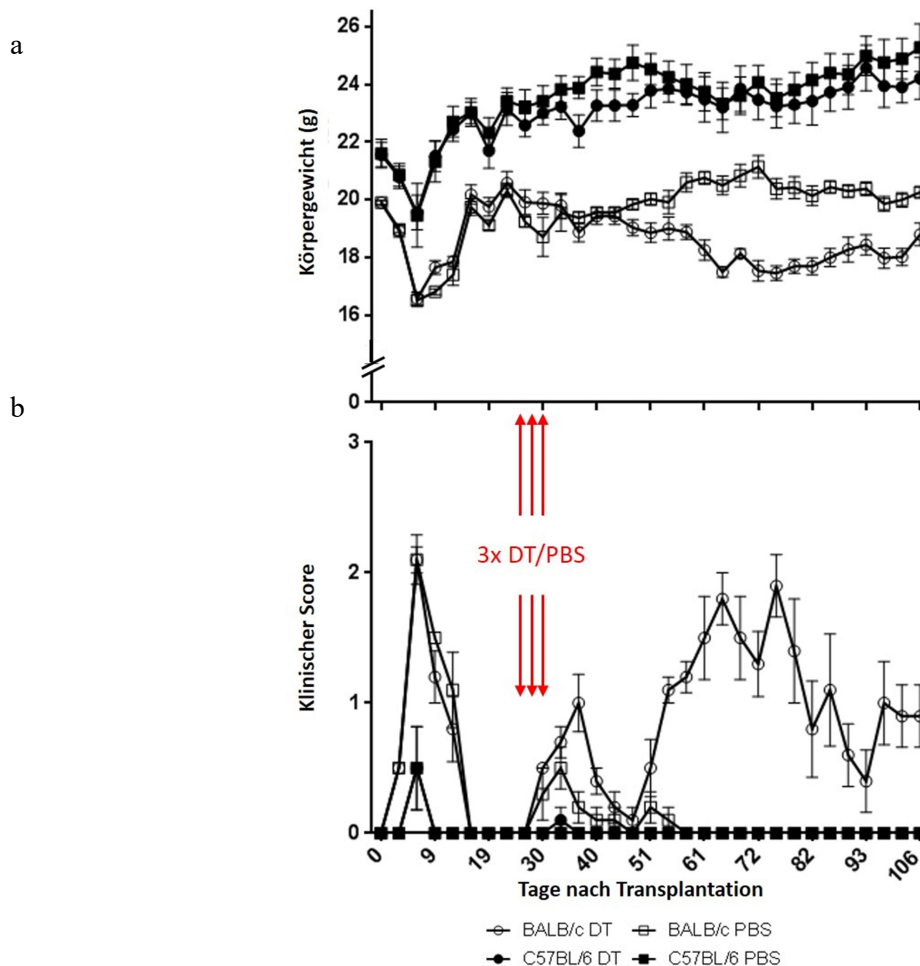 a
Körpergewicht (g)
26
24
22
20
18
16
0
b
Klinischer Score
3
2
1
0
3x DT/PBS
0 9 19 30 40 51 61 72 82 93 106
Tage nach Transplantation
BALB/c DT BALB/c PBS
C57BL/6 DT C57BL/6 PBS